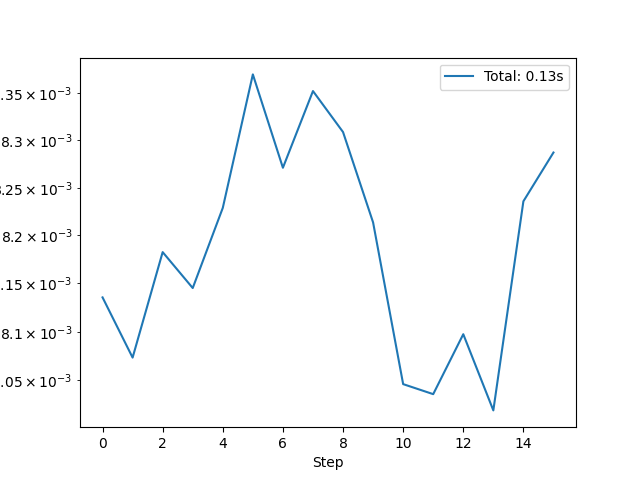 Total: 0.13s
.35 × 10⁻³
8.3 × 10⁻³
8.25 × 10⁻³
8.2 × 10⁻³
.15 × 10⁻³
8.1 × 10⁻³
.05 × 10⁻³
0 2 4 6 8 10 12 14
Step